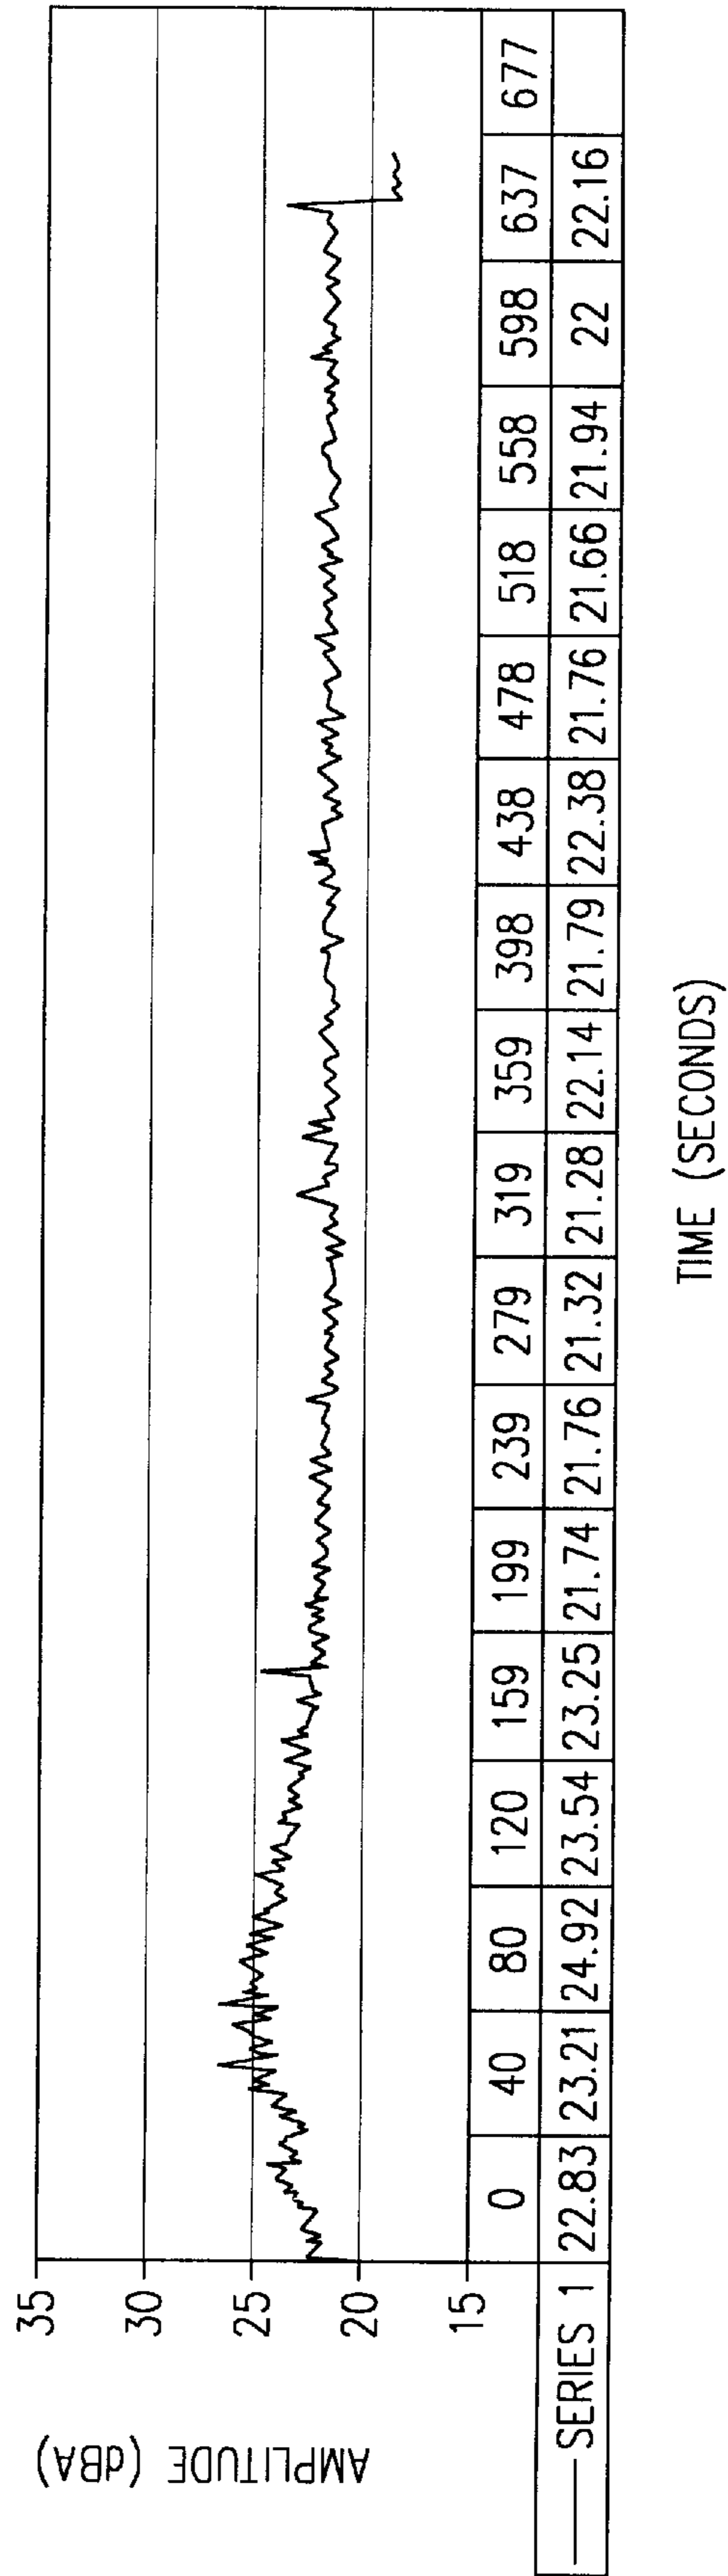 AMPLITUDE (dBA)
35
30
25
20
15
0 40 80 120 159 199 239 279 319 359 398 438 478 518 558 598 637 677
SERIES 1 22.83 23.21 24.92 23.54 23.25 21.74 21.76 21.32 21.28 22.14 21.79 22.38 21.76 21.66 21.94 22 22.16
TIME (SECONDS)